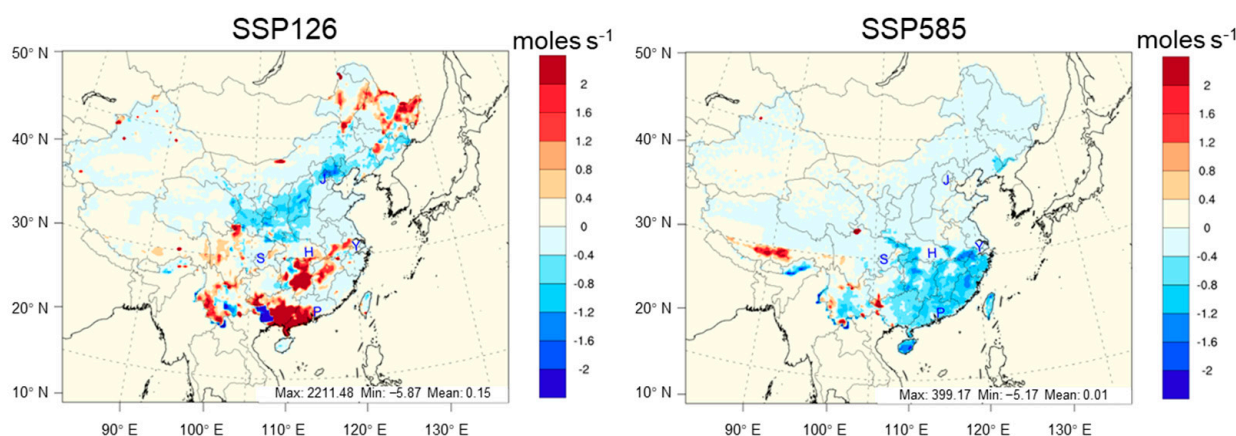 SSP126
moles s⁻¹
50° N
40° N
30° N
20° N
10° N
90° E 100° E 110° E 120° E 130° E
J
S
H
Y
P
Max: 2211.48 Min: −5.87 Mean: 0.15
2
1.6
1.2
0.8
0.4
0
-0.4
-0.8
-1.2
-1.6
-2
SSP585
moles s⁻¹
50° N
40° N
30° N
20° N
10° N
90° E 100° E 110° E 120° E 130° E
J
S
H
Y
P
Max: 399.17 Min: −5.17 Mean: 0.01
2
1.6
1.2
0.8
0.4
0
-0.4
-0.8
-1.2
-1.6
-2